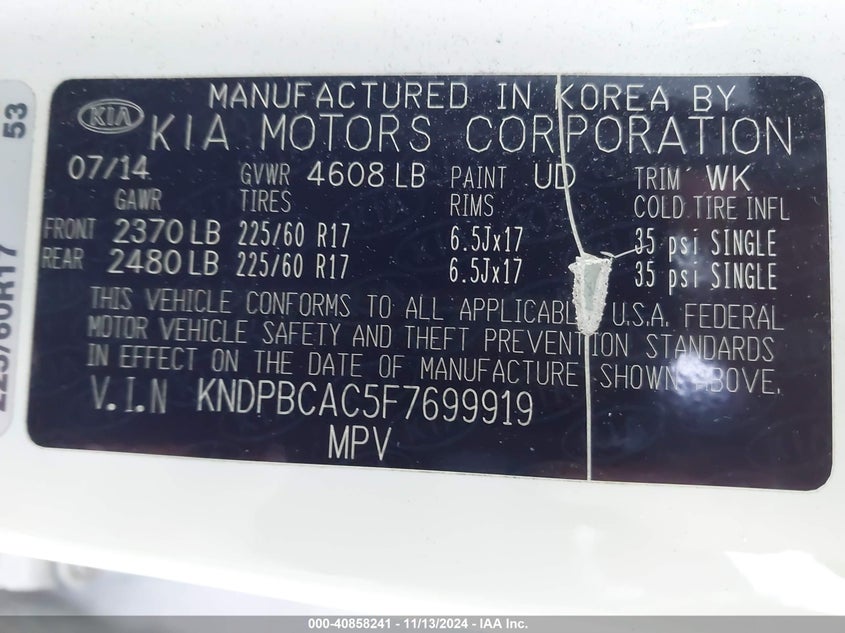 MANUFACTURED IN KOREA BY
KIA
KIA MOTORS CORPORATION
07/14 GVWR 4608 LB PAINT UD TRIM WK
GAWR TIRES RIMS COLD TIRE INFL
FRONT 2370 LB 225/60 R17 6.5Jx17 35 psi SINGLE
REAR 2480 LB 225/60 R17 6.5Jx17 35 psi SINGLE
THIS VEHICLE CONFORMS TO ALL APPLICABLE U.S.A. FEDERAL
MOTOR VEHICLE SAFETY AND THEFT PREVENTION STANDARDS
IN EFFECT ON THE DATE OF MANUFACTURE SHOWN ABOVE.
V.I.N KNDPBCAC5F7699919
MPV
53
225/60R17
000-40858241 - 11/13/2024 - IAA Inc.